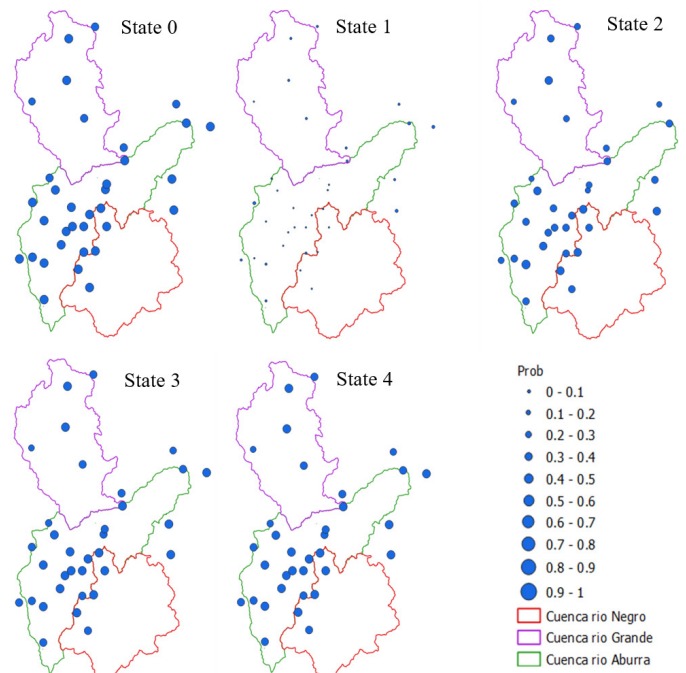 State 0
State 1
State 2
State 3
State 4
Prob
0 - 0.1
0.1 - 0.2
0.2 - 0.3
0.3 - 0.4
0.4 - 0.5
0.5 - 0.6
0.6 - 0.7
0.7 - 0.8
0.8 - 0.9
0.9 - 1
Cuenca rio Negro
Cuenca rio Grande
Cuenca rio Aburra